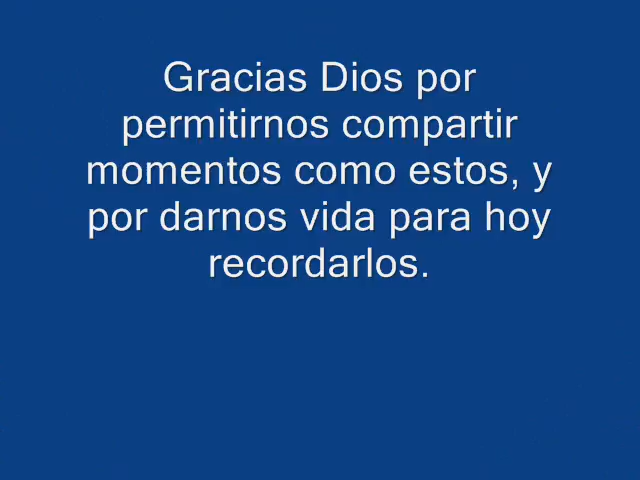 Gracias Dios por
permitirnos compartir
momentos como estos, y
por darnos vida para hoy
recordarlos.